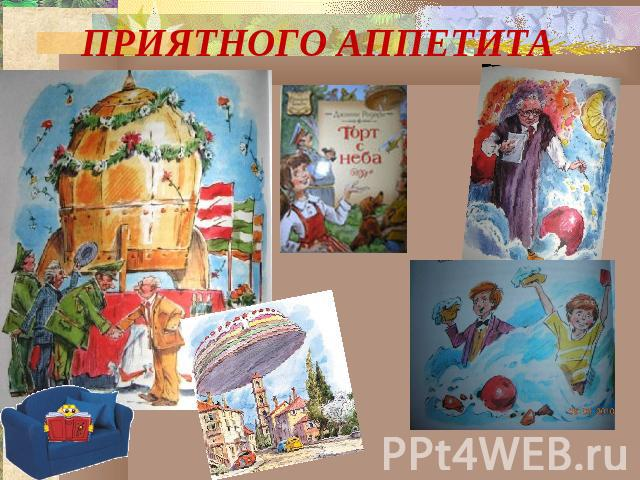 ПРИЯТНОГО АППЕТИТА
Джанни Родари
Торт
с
неба
PPt4WEB.ru